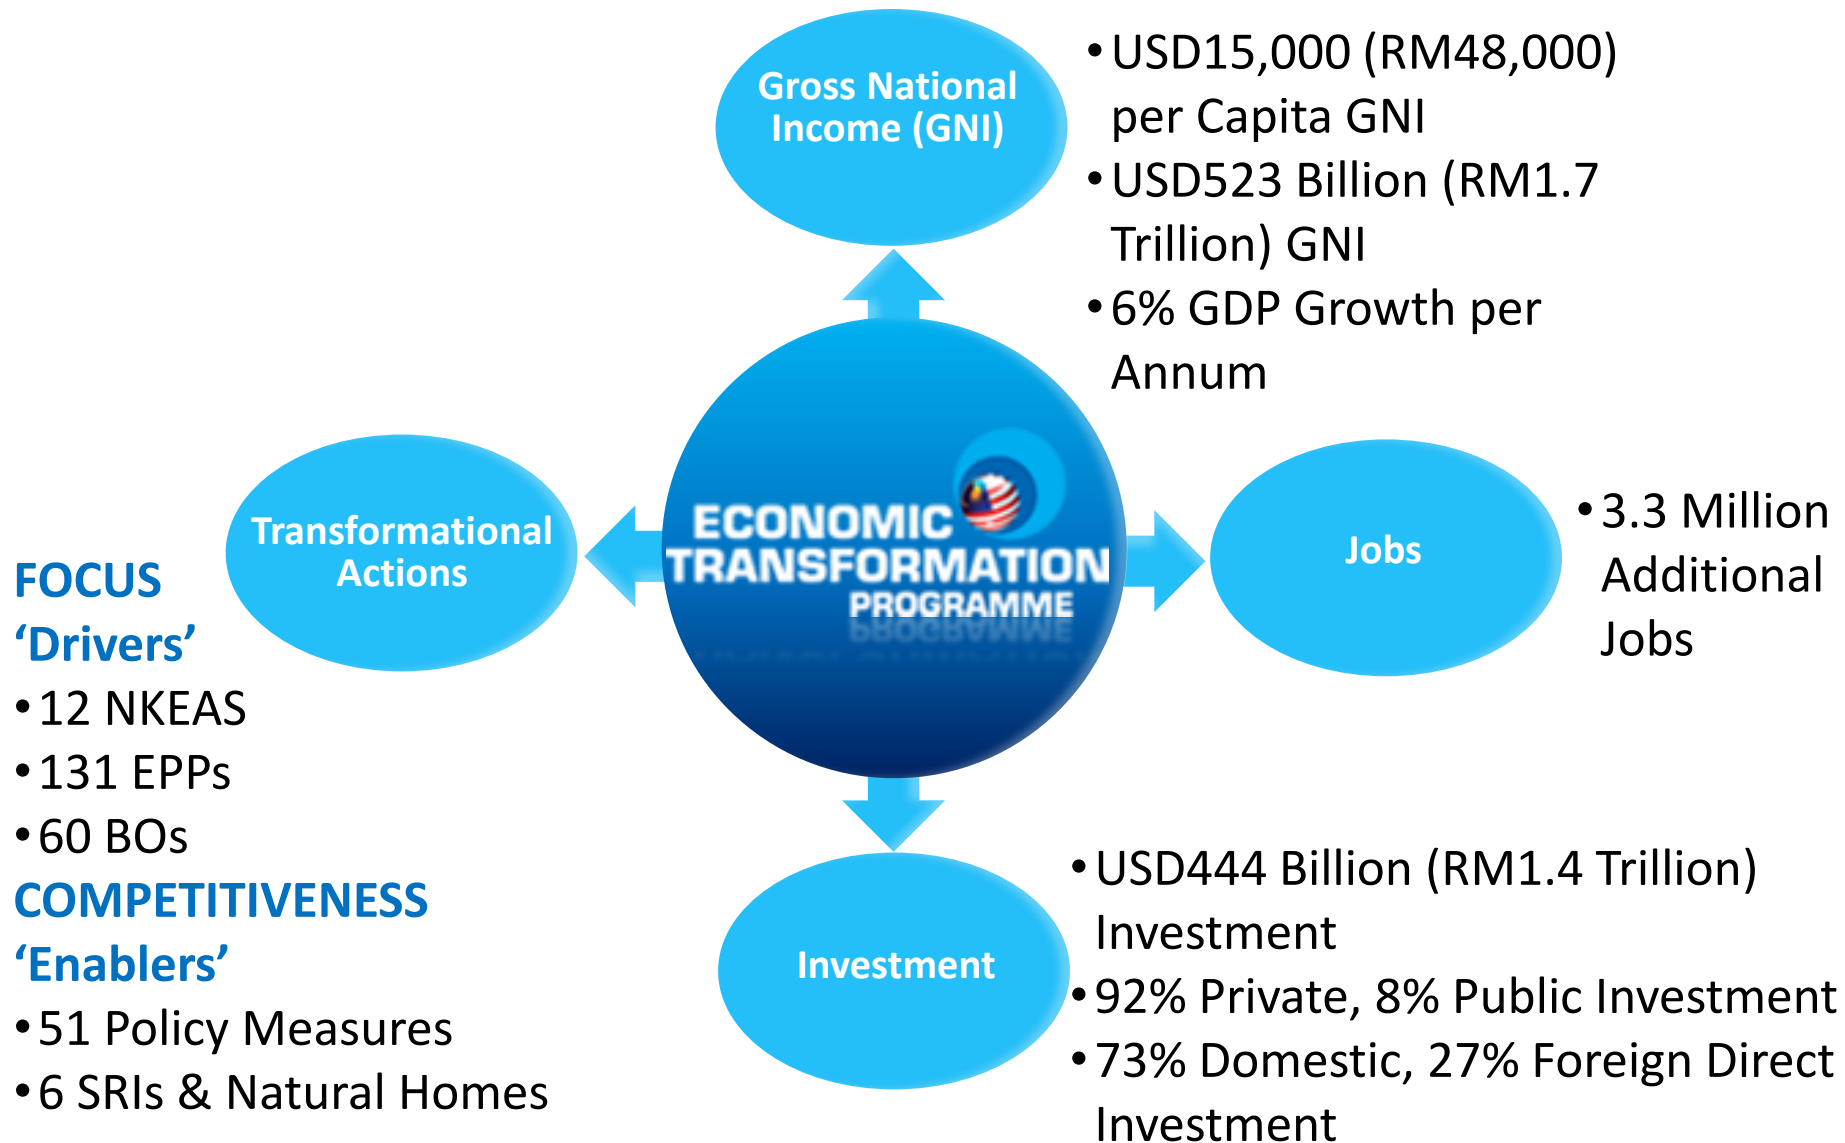 Gross National
Income (GNI)
•USD15,000 (RM48,000)
per Capita GNI
•USD523 Billion (RM1.7
Trillion) GNI
•6% GDP Growth per
Annum
Transformational
Actions
ECONOMIC
TRANSFORMATION
PROGRAMME
Jobs
•3.3 Million
Additional
Jobs
FOCUS
‘Drivers’
•12 NKEAS
•131 EPPs
•60 BOs
COMPETITIVENESS
‘Enablers’
•51 Policy Measures
•6 SRIs & Natural Homes
Investment
•USD444 Billion (RM1.4 Trillion)
Investment
•92% Private, 8% Public Investment
•73% Domestic, 27% Foreign Direct
Investment